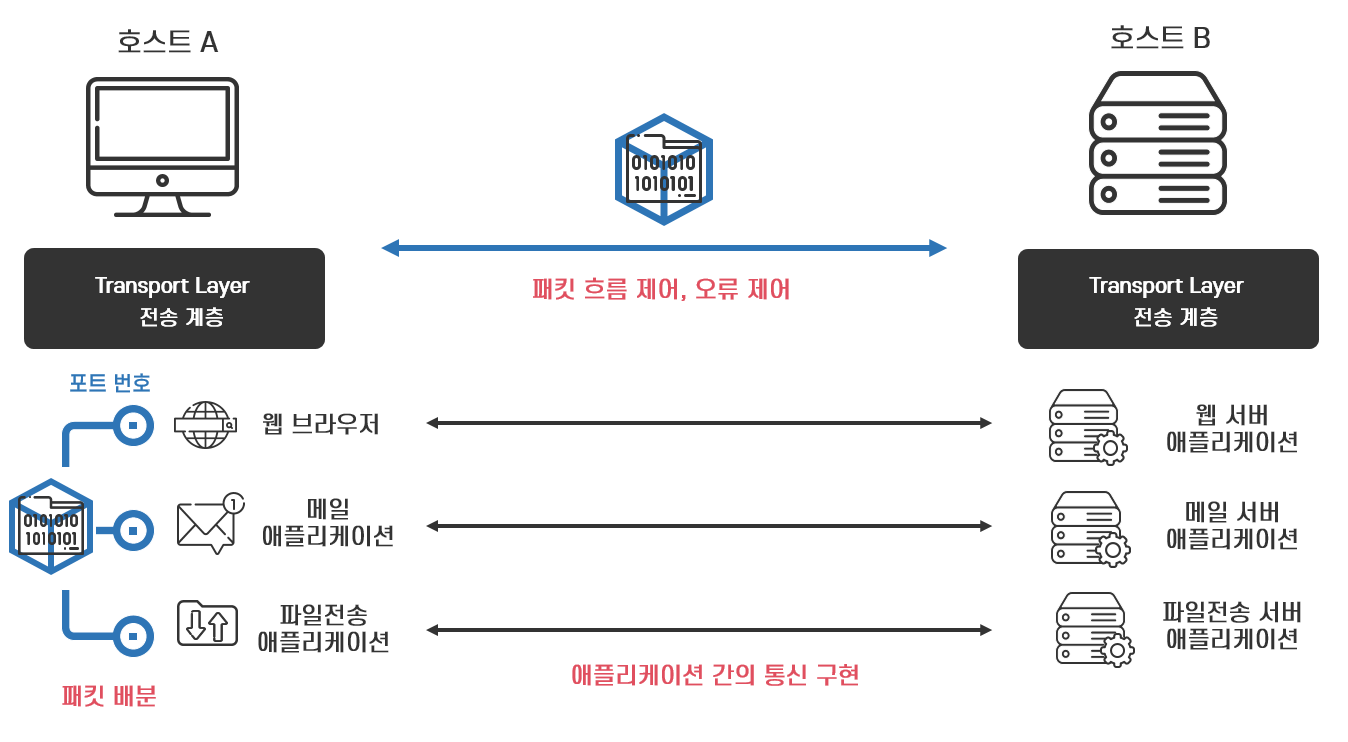 호스트 A
호스트 B
0101010
1010101
패킷 흐름 제어, 오류 제어
Transport Layer
전송 계층
Transport Layer
전송 계층
포트 번호
웹 브라우저
웹 서버
애플리케이션
0101010
1010101
1
메일
애플리케이션
메일 서버
애플리케이션
파일전송
애플리케이션
파일전송 서버
애플리케이션
애플리케이션 간의 통신 구현
패킷 배분